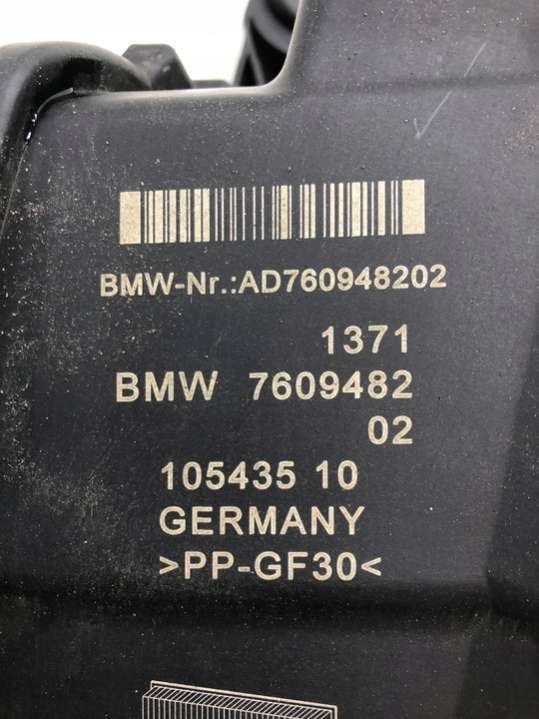 BMW-Nr.:AD760948202
1371
BMW 7609482
02
105435 10
GERMANY
>PP-GF30<